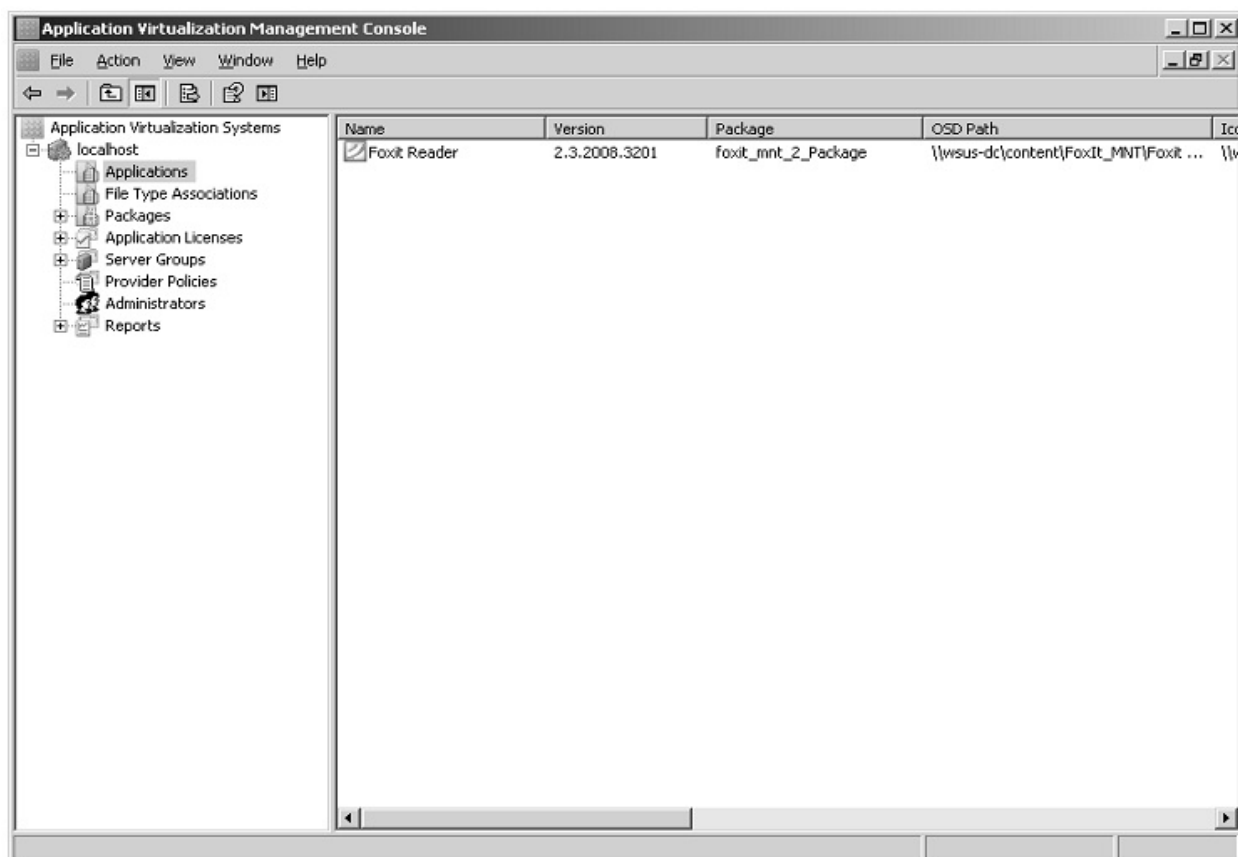 Application Virtualization Management Console
File Action View Window Help
Application Virtualization Systems
localhost
Applications
File Type Associations
Packages
Application Licenses
Server Groups
Provider Policies
Administrators
Reports
Name Version Package OSD Path
Foxit Reader 2.3.2008.3201 foxit_mnt_2_Package \\wsus-dc\content\FoxIt_MNT\Foxit ...